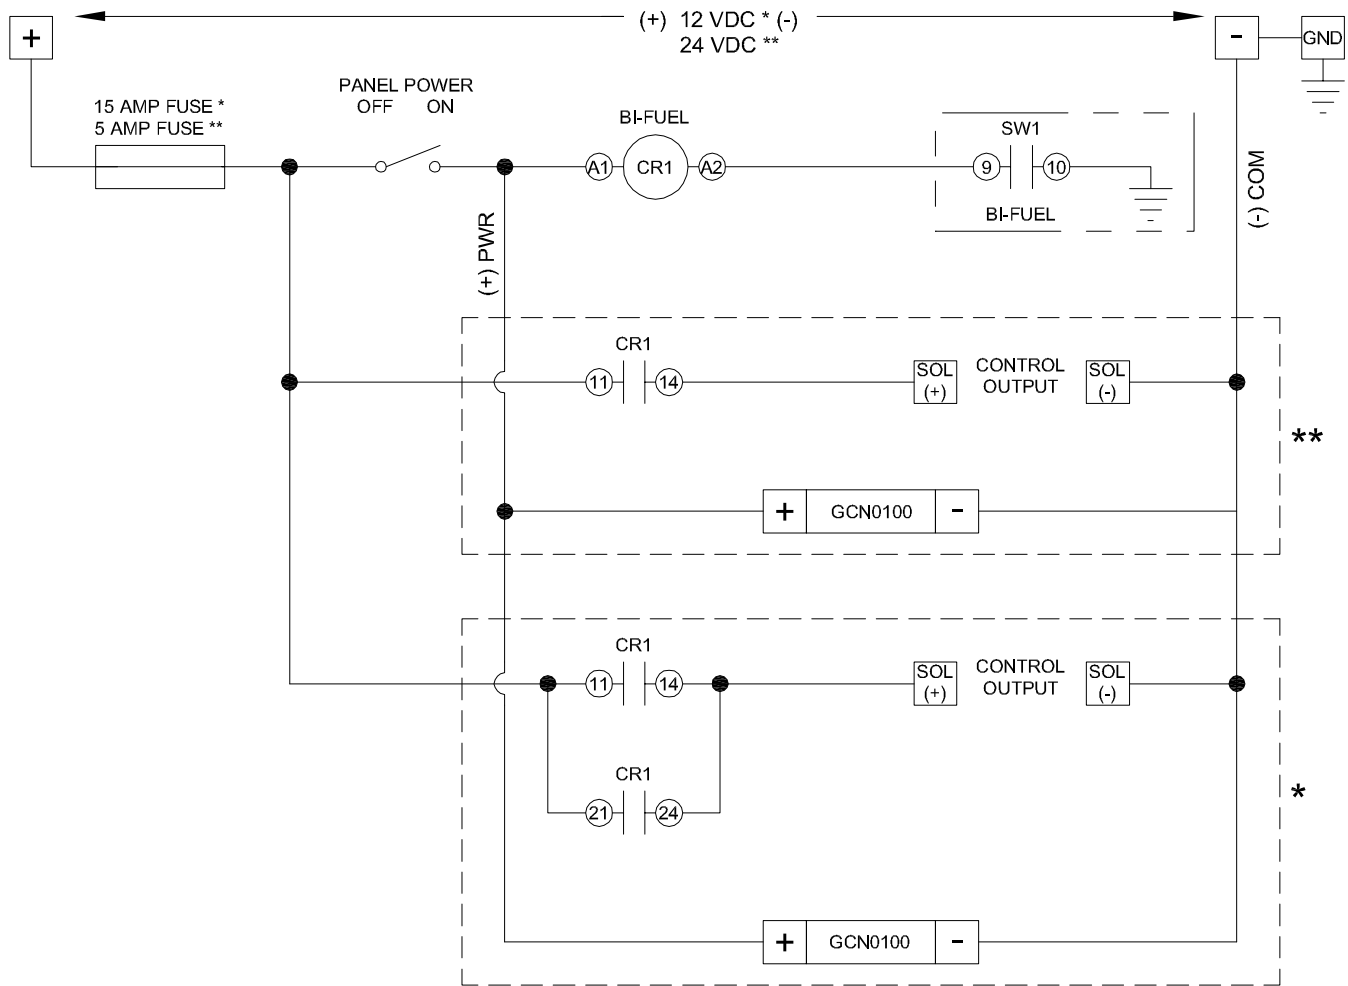 (+) 12 VDC * (-)
24 VDC **
+
-
GND
15 AMP FUSE *
5 AMP FUSE **
PANEL POWER
OFF ON
BI-FUEL
A1 CR1 A2
SW1
9 10
BI-FUEL
(-) COM
(+) PWR
CR1
11 14
SOL
(+)
CONTROL
OUTPUT
SOL
(-)
**
+ GCN0100 -
CR1
11 14
SOL
(+)
CONTROL
OUTPUT
SOL
(-)
CR1
21 24
*
+ GCN0100 -